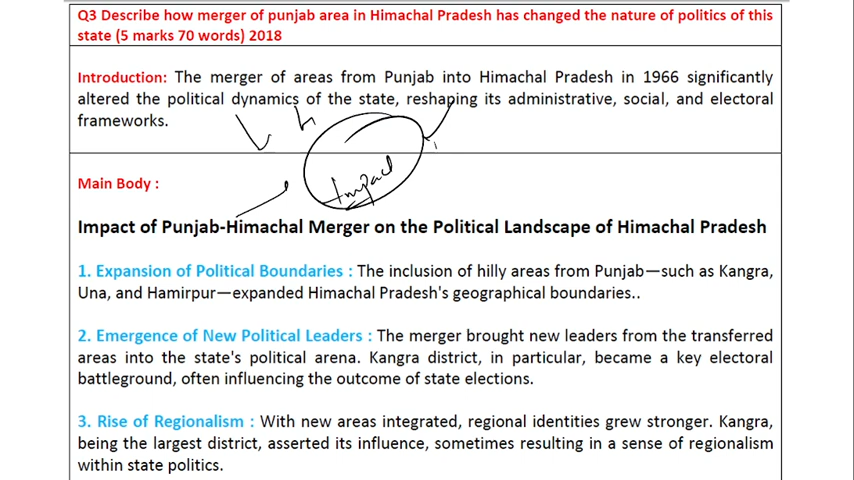 Q3 Describe how merger of punjab area in Himachal Pradesh has changed the nature of politics of this
state (5 marks 70 words) 2018
Introduction: The merger of areas from Punjab into Himachal Pradesh in 1966 significantly
altered the political dynamics of the state, reshaping its administrative, social, and electoral
frameworks.
Impact
Main Body :
Impact of Punjab-Himachal Merger on the Political Landscape of Himachal Pradesh
1. Expansion of Political Boundaries : The inclusion of hilly areas from Punjab—such as Kangra,
Una, and Hamirpur—expanded Himachal Pradesh's geographical boundaries..
2. Emergence of New Political Leaders : The merger brought new leaders from the transferred
areas into the state's political arena. Kangra district, in particular, became a key electoral
battleground, often influencing the outcome of state elections.
3. Rise of Regionalism : With new areas integrated, regional identities grew stronger. Kangra,
being the largest district, asserted its influence, sometimes resulting in a sense of regionalism
within state politics.